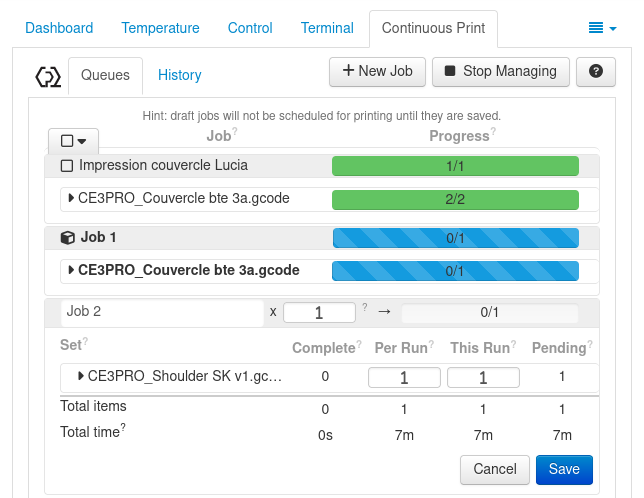 Dashboard Temperature Control Terminal Continuous Print
Queues History + New Job Stop Managing ?
Hint: draft jobs will not be scheduled for printing until they are saved.
Job? Progress?
Impression couvercle Lucia 1/1
CE3PRO_Couvercle bte 3a.gcode 2/2
Job 1 0/1
CE3PRO_Couvercle bte 3a.gcode 0/1
Job 2 x 1 ? → 0/1
Set? Complete? Per Run? This Run? Pending?
CE3PRO_Shoulder SK v1.gc... 0 1 1 1
Total items 0 1 1 1
Total time? 0s 7m 7m 7m
Cancel Save